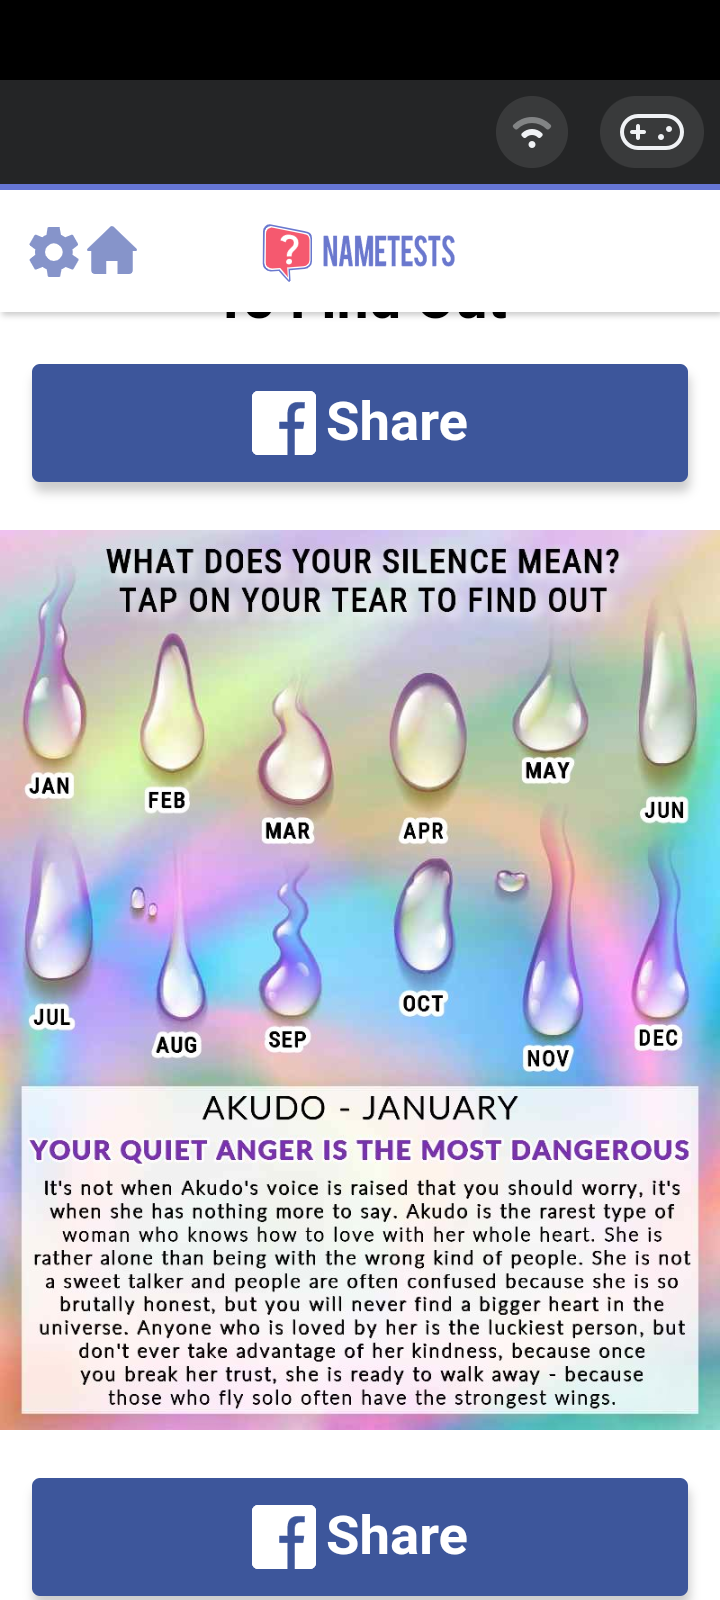 NAMETESTS
To Find Out
Share
WHAT DOES YOUR SILENCE MEAN?
TAP ON YOUR TEAR TO FIND OUT
JAN
FEB
MAR
APR
MAY
JUN
JUL
AUG
SEP
OCT
NOV
DEC
AKUDO - JANUARY
YOUR QUIET ANGER IS THE MOST DANGEROUS
It's not when Akudo's voice is raised that you should worry, it's
when she has nothing more to say. Akudo is the rarest type of
woman who knows how to love with her whole heart. She is
rather alone than being with the wrong kind of people. She is not
a sweet talker and people are often confused because she is so
brutally honest, but you will never find a bigger heart in the
universe. Anyone who is loved by her is the luckiest person, but
don't ever take advantage of her kindness, because once
you break her trust, she is ready to walk away - because
those who fly solo often have the strongest wings.
Share